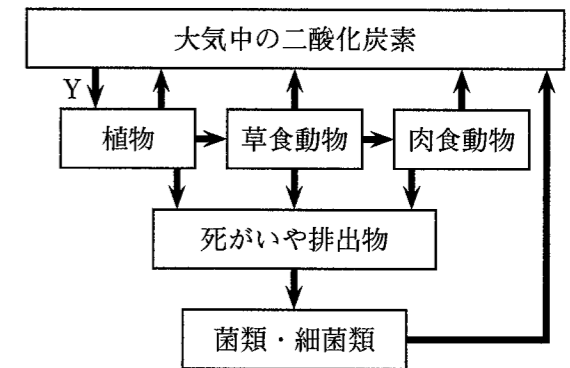 大気中の二酸化炭素
Y
植物
草食動物
肉食動物
死がいや排出物
菌類・細菌類